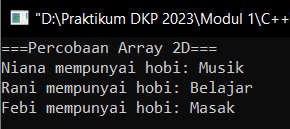 "D:\Praktikum DKP 2023\Modul 1\C++
===Percobaan Array 2D===
Niana mempunyai hobi: Musik
Rani mempunyai hobi: Belajar
Febi mempunyai hobi: Masak